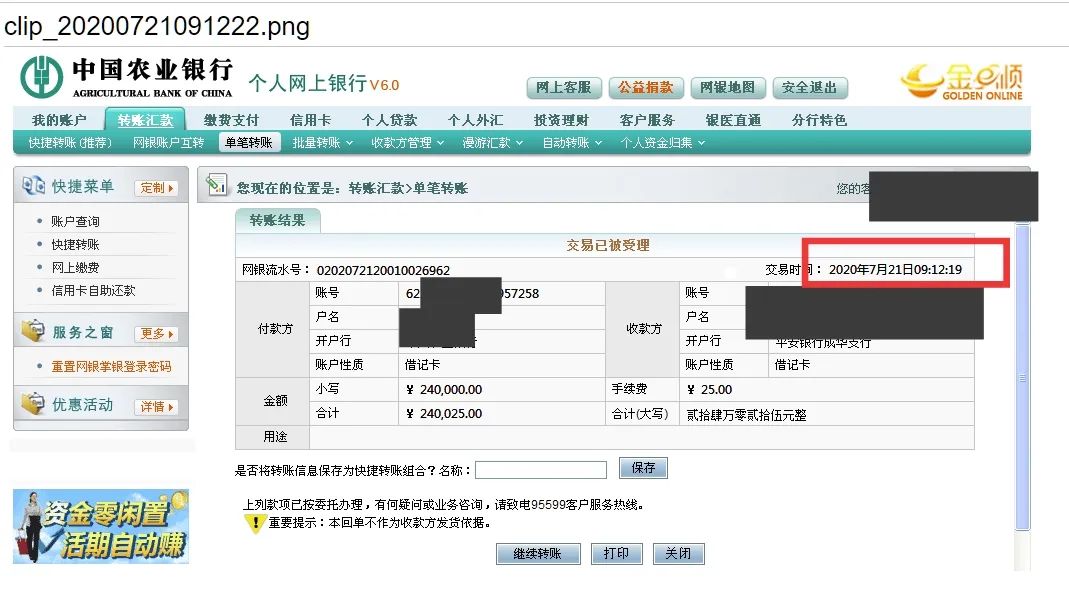 clip_20200721091222.png
中国农业银行
AGRICULTURAL BANK OF CHINA
个人网上银行V6.0
网上客服 公益捐款 网银地图 安全退出
金e顺
GOLDEN ONLINE
我的账户 转账汇款 缴费支付 信用卡 个人贷款 个人外汇 投资理财 客户服务 银医直通 分行特色
快捷转账(推荐) 网银账户互转 单笔转账 批量转账 收款方管理 漫游汇款 自动转账 个人资金归集
快捷菜单 定制
账户查询
快捷转账
网上缴费
信用卡自助还款
服务之窗 更多
重置网银掌银登录密码
优惠活动 详情
资金零闲置
活期自动赚
您现在的位置是：转账汇款>单笔转账 您的客
转账结果
交易已被受理
网银流水号：0202072120010026962 交易时间：2020年7月21日09:12:19
付款方 账号 62 957258 收款方 账号
户名 户名
开户行 开户行 平安银行成华支行
账户性质 借记卡 账户性质 借记卡
金额 小写 ¥ 240,000.00 手续费 ¥ 25.00
合计 ¥ 240,025.00 合计(大写) 贰拾肆万零贰拾伍元整
用途
是否将转账信息保存为快捷转账组合？名称： 保存
上列款项已按委托办理，有何疑问或业务咨询，请致电95599客户服务热线。
重要提示：本回单不作为收款方发货依据。
继续转账 打印 关闭